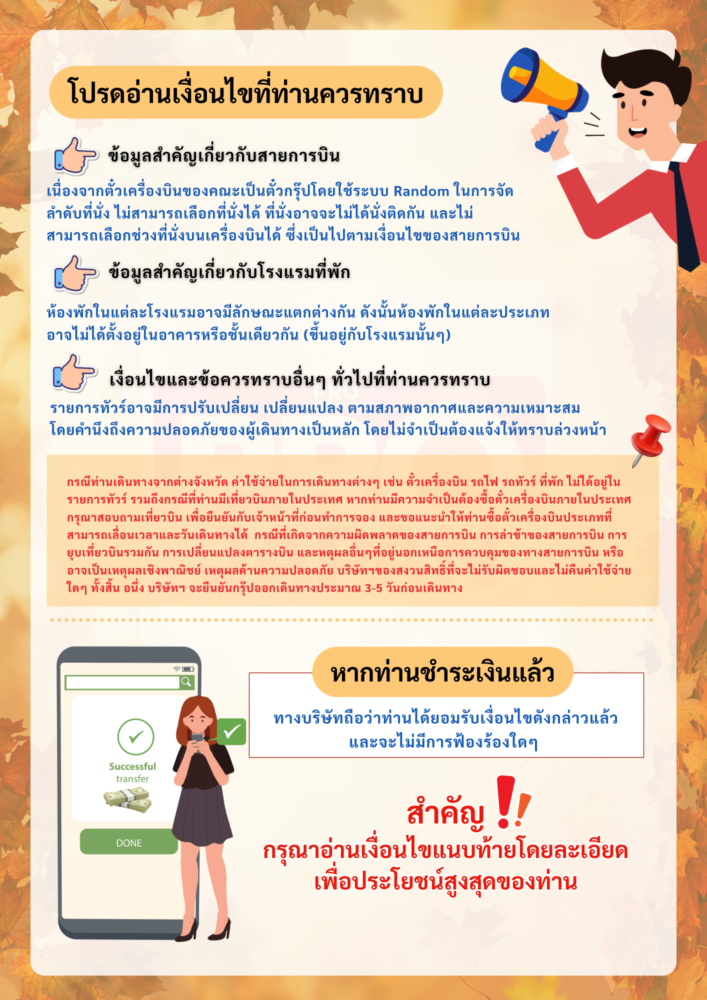 โปรดอ่านเงื่อนไขที่ท่านควรทราบ
ข้อมูลสำคัญเกี่ยวกับสายการบิน
เนื่องจากตั๋วเครื่องบินของคณะเป็นตั๋วกรุ๊ปโดยใช้ระบบ Random ในการจัด
ลำดับที่นั่ง ไม่สามารถเลือกที่นั่งได้ ที่นั่งอาจจะไม่ได้นั่งติดกัน และไม่
สามารถเลือกช่วงที่นั่งบนเครื่องบินได้ ซึ่งเป็นไปตามเงื่อนไขของสายการบิน
ข้อมูลสำคัญเกี่ยวกับโรงแรมที่พัก
ห้องพักในแต่ละโรงแรมอาจมีลักษณะแตกต่างกัน ดังนั้นห้องพักในแต่ละประเภท
อาจไม่ได้ตั้งอยู่ในอาคารหรือชั้นเดียวกัน (ขึ้นอยู่กับโรงแรมนั้นๆ)
เงื่อนไขและข้อควรทราบอื่นๆ ทั่วไปที่ท่านควรทราบ
รายการทัวร์อาจมีการปรับเปลี่ยน เปลี่ยนแปลง ตามสภาพอากาศและความเหมาะสม
โดยคำนึงถึงความปลอดภัยของผู้เดินทางเป็นหลัก โดยไม่จำเป็นต้องแจ้งให้ทราบล่วงหน้า
PRO
กรณีท่านเดินทางจากต่างจังหวัด ค่าใช้จ่ายในการเดินทางต่างๆ เช่น ตั๋วเครื่องบิน รถไฟ รถทัวร์ ที่พัก ไม่ได้อยู่ใน
รายการทัวร์ รวมถึงกรณีที่ท่านมีเที่ยวบินภายในประเทศ หากท่านมีความจำเป็นต้องซื้อตั๋วเครื่องบินภายในประเทศ
กรุณาสอบถามเที่ยวบิน เพื่อยืนยันกับเจ้าหน้าที่ก่อนทำการจอง และขอแนะนำให้ท่านซื้อตั๋วเครื่องบินประเภทที่
สามารถเลื่อนเวลาและวันเดินทางได้ กรณีที่เกิดจากความผิดพลาดของสายการบิน การล่าช้าของสายการบิน การ
ยุบเที่ยวบินรวมกัน การเปลี่ยนแปลงตารางบิน และหตุผลอื่นๆที่อยู่นอกเหนือการควบคุมของทางสายการบิน หรือ
อาจเป็นเหตุผลเชิงพาณิชย์ เหตุผลด้านความปลอดภัย บริษัทฯของสงวนสิทธิ์ที่จะไม่รับผิดชอบและไม่คืนค่าใช้จ่าย
ใดๆ ทั้งสิ้น อนึ่ง บริษัทฯ จะยืนยันกรุ๊ปออกเดินทางประมาณ 3-5 วันก่อนเดินทาง
หากท่านชำระเงินแล้ว
ทางบริษัทถือว่าท่านได้ยอมรับเงื่อนไขดังกล่าวแล้ว
และจะไม่มีการฟ้องร้องใดๆ
Successful
transfer
DONE
สำคัญ
กรุณาอ่านเงื่อนไขแนบท้ายโดยละเอียด
เพื่อประโยชน์สูงสุดของท่าน